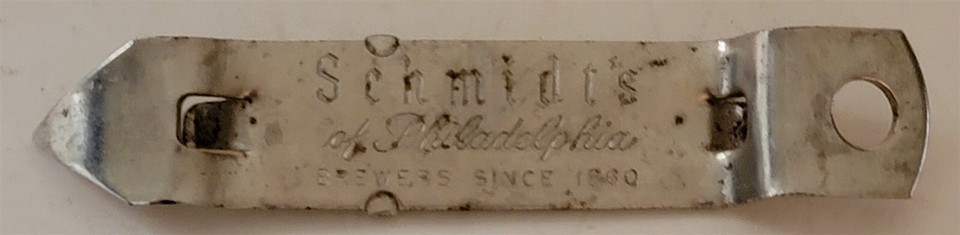 Schmidt's
of Philadelphia
BREWERS SINCE 1860